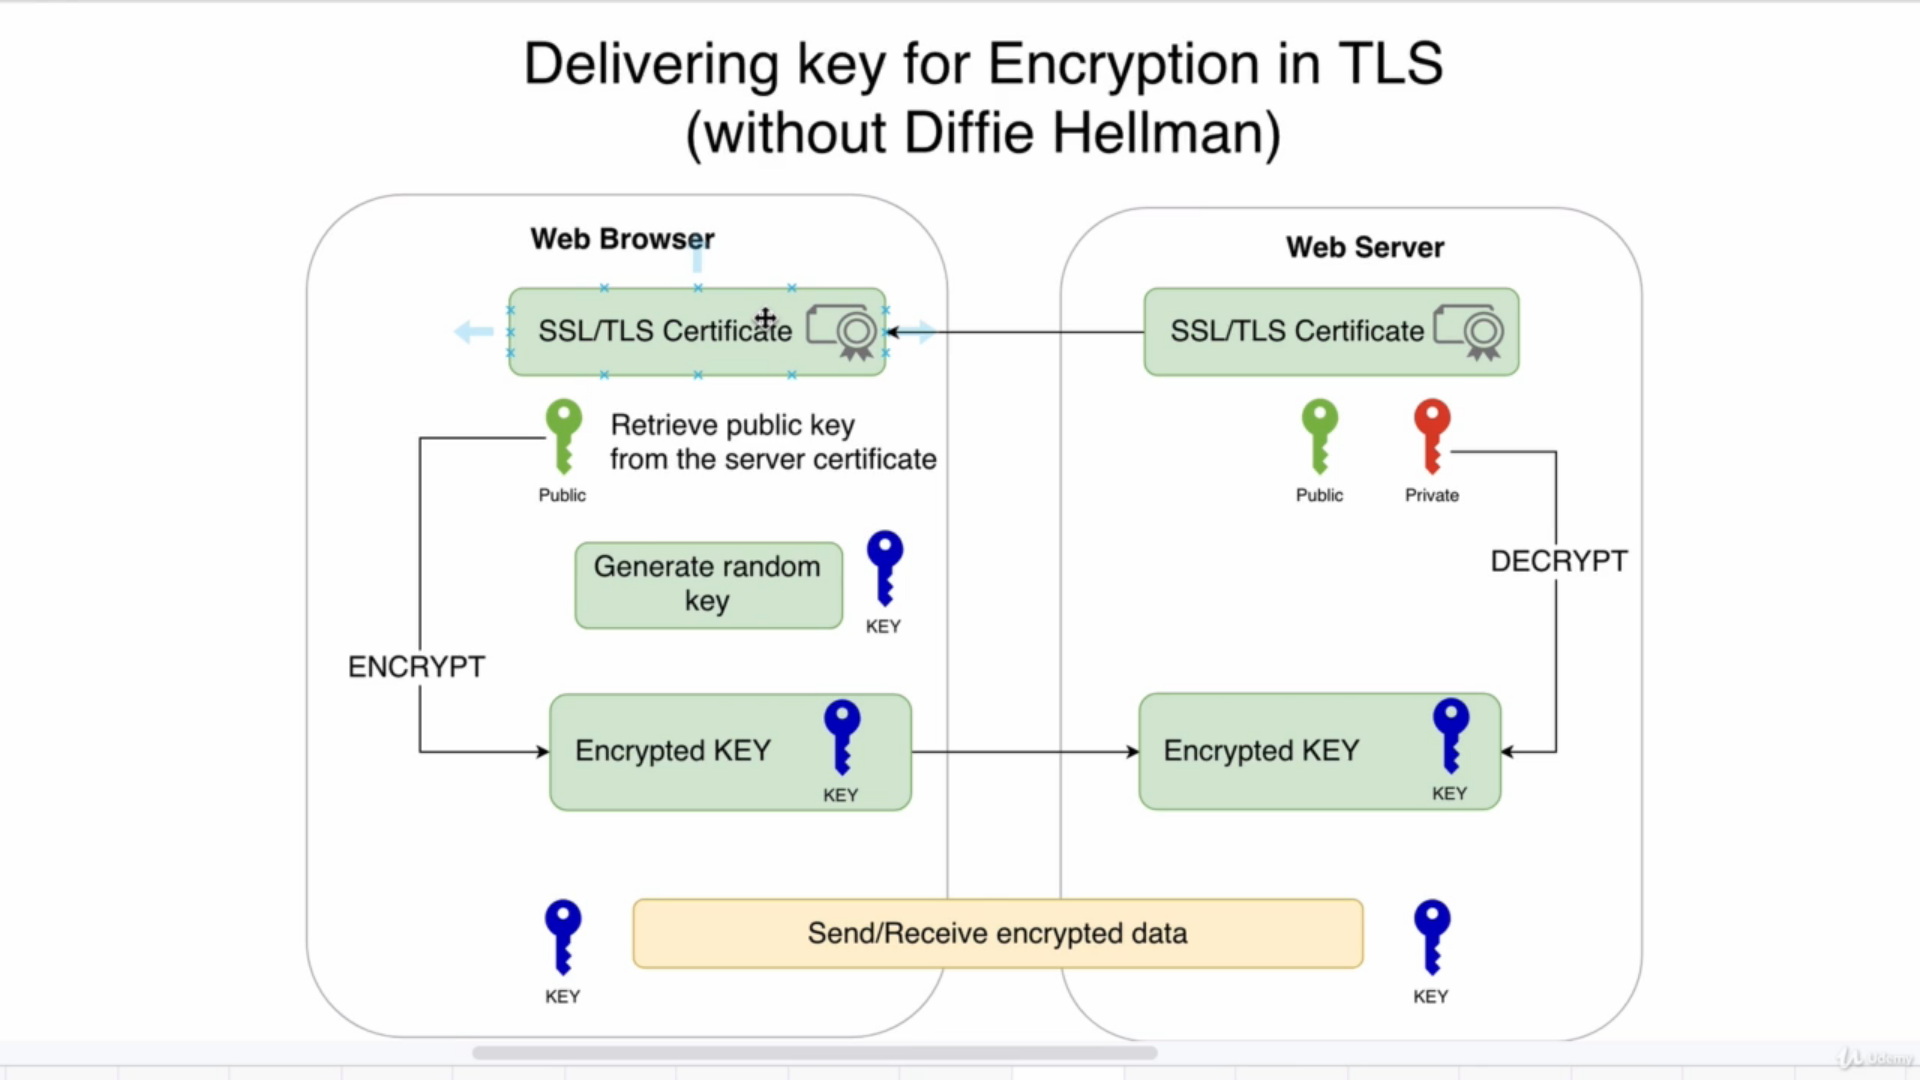 Delivering key for Encryption in TLS
(without Diffie Hellman)
Web Browser
Web Server
SSL/TLS Certificate
SSL/TLS Certificate
Retrieve public key
from the server certificate
Public
Public
Private
Generate random
key
KEY
DECRYPT
ENCRYPT
Encrypted KEY
KEY
Encrypted KEY
KEY
Send/Receive encrypted data
KEY
KEY
Udemy